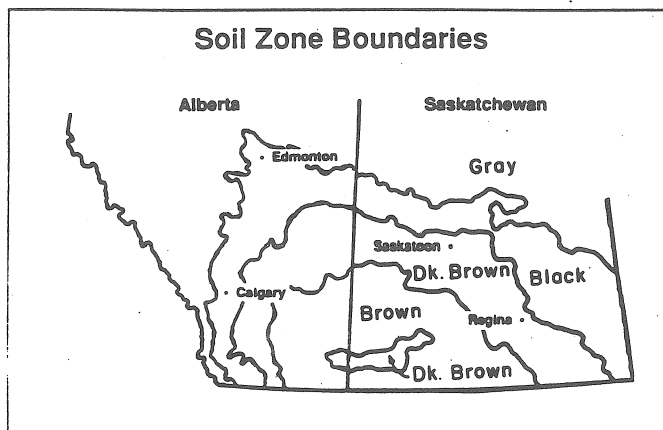 Soil Zone Boundaries
Alberta
Saskatchewan
Edmonton
Gray
Saskatoon
Dk. Brown
Black
Calgary
Brown
Regina
Dk. Brown